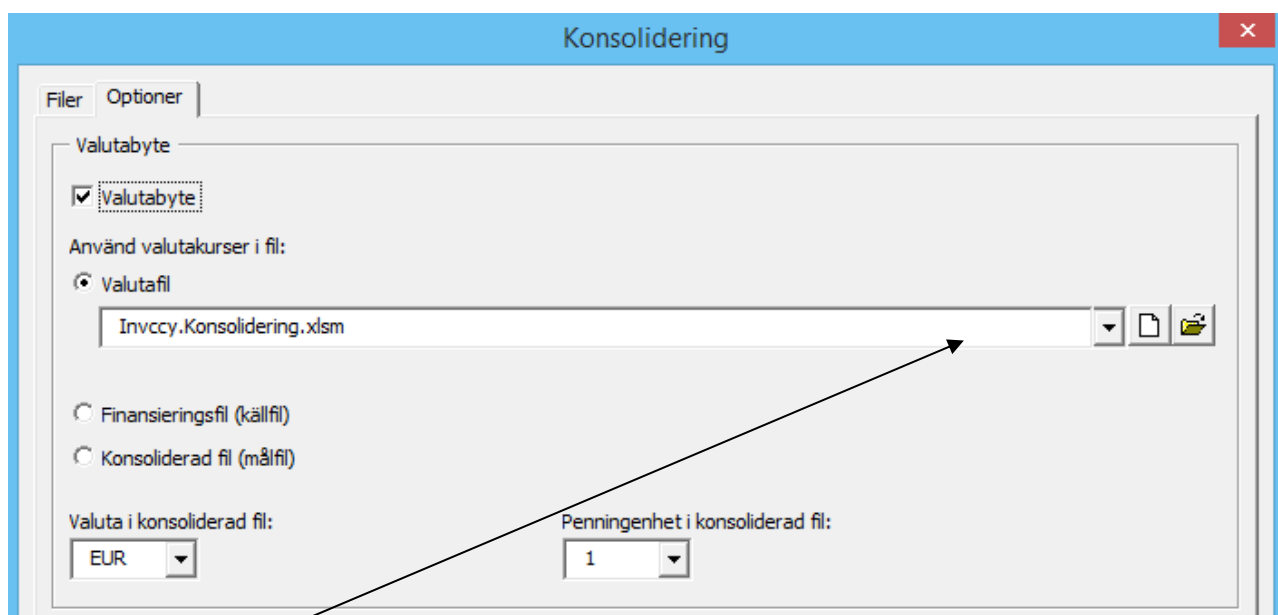 Konsolidering
Filer Optioner
Valutabyte
Valutabyte
Använd valutakurser i fil:
Valutafil
Invccy.Konsolidering.xlsm
Finansieringsfil (källfil)
Konsoliderad fil (målfil)
Valuta i konsoliderad fil: Penningenhet i konsoliderad fil:
EUR 1